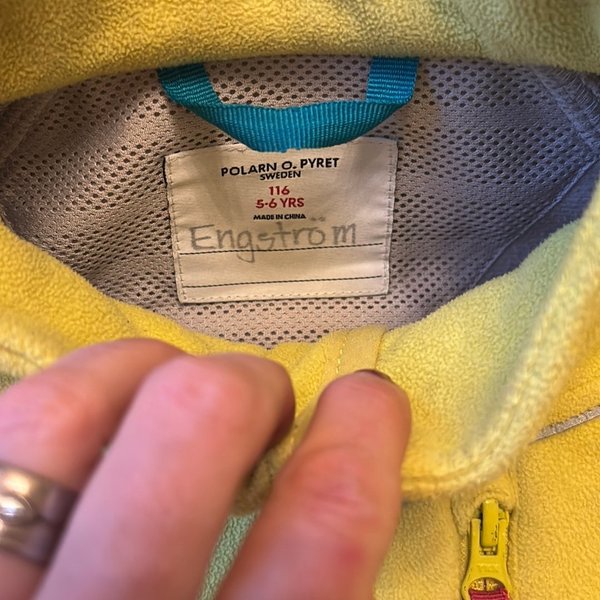 POLARN O. PYRET
SWEDEN
116
5-6 YRS
MADE IN CHINA
Engström